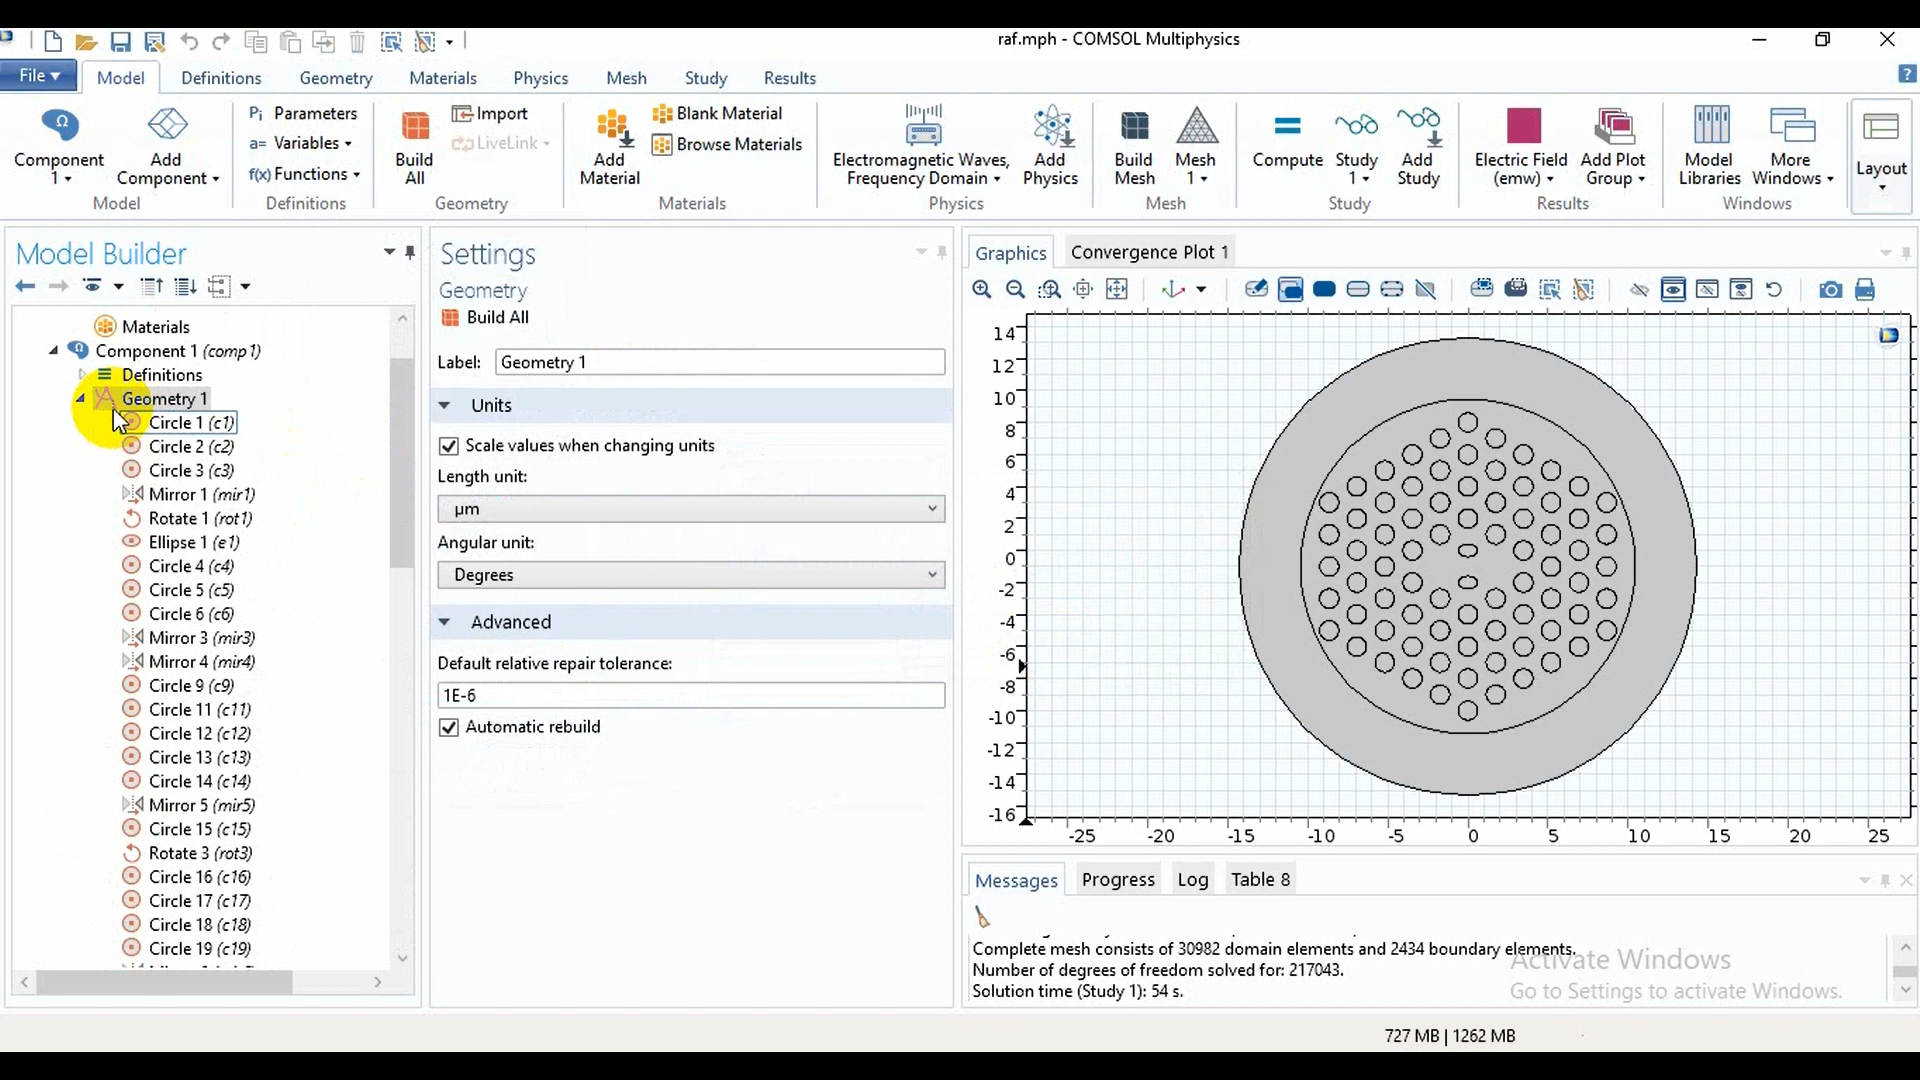 raf.mph - COMSOL Multiphysics
File Model Definitions Geometry Materials Physics Mesh Study Results
Component 1
Add Component
Model
Pi Parameters
a= Variables
f(x) Functions
Definitions
Build All
Import
LiveLink
Geometry
Add Material
Blank Material
Browse Materials
Materials
Electromagnetic Waves, Frequency Domain
Add Physics
Physics
Build Mesh
Mesh 1
Mesh
Compute
Study 1
Add Study
Study
Electric Field (emw)
Add Plot Group
Results
Model Libraries
More Windows
Windows
Layout
Model Builder
Materials
Component 1 (comp1)
Definitions
Geometry 1
Circle 1 (c1)
Circle 2 (c2)
Circle 3 (c3)
Mirror 1 (mir1)
Rotate 1 (rot1)
Ellipse 1 (e1)
Circle 4 (c4)
Circle 5 (c5)
Circle 6 (c6)
Mirror 3 (mir3)
Mirror 4 (mir4)
Circle 9 (c9)
Circle 11 (c11)
Circle 12 (c12)
Circle 13 (c13)
Circle 14 (c14)
Mirror 5 (mir5)
Circle 15 (c15)
Rotate 3 (rot3)
Circle 16 (c16)
Circle 17 (c17)
Circle 18 (c18)
Circle 19 (c19)
Settings
Geometry
Build All
Label: Geometry 1
Units
Scale values when changing units
Length unit:
µm
Angular unit:
Degrees
Advanced
Default relative repair tolerance:
1E-6
Automatic rebuild
Graphics Convergence Plot 1
14
12
10
8
6
4
2
0
-2
-4
-6
-8
-10
-12
-14
-16
-25 -20 -15 -10 -5 0 5 10 15 20 25
Messages Progress Log Table 8
Complete mesh consists of 30982 domain elements and 2434 boundary elements.
Number of degrees of freedom solved for: 217043.
Solution time (Study 1): 54 s.
Activate Windows
Go to Settings to activate Windows.
727 MB | 1262 MB